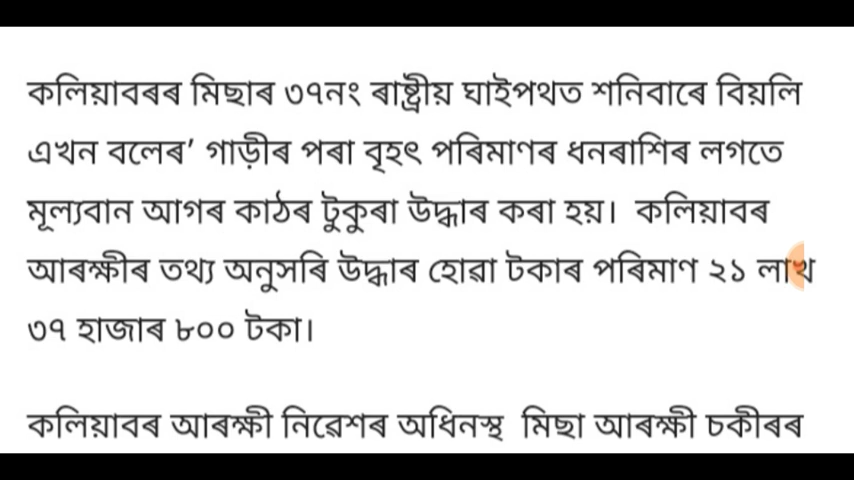 কলিয়াবৰৰ মিছাৰ ৩৭নং ৰাষ্ট্ৰীয় ঘাইপথত শনিবাৰে বিয়লি
এখন বলেৰ’ গাড়ীৰ পৰা বৃহৎ পৰিমাণৰ ধনৰাশিৰ লগতে
মূল্যবান আগৰ কাঠৰ টুকুৰা উদ্ধাৰ কৰা হয়। কলিয়াবৰ
আৰক্ষীৰ তথ্য অনুসৰি উদ্ধাৰ হোৱা টকাৰ পৰিমাণ ২১ লাখ
৩৭ হাজাৰ ৮০০ টকা।
কলিয়াবৰ আৰক্ষী নিৱেশৰ অধিনস্থ মিছা আৰক্ষী চকীৰৰ